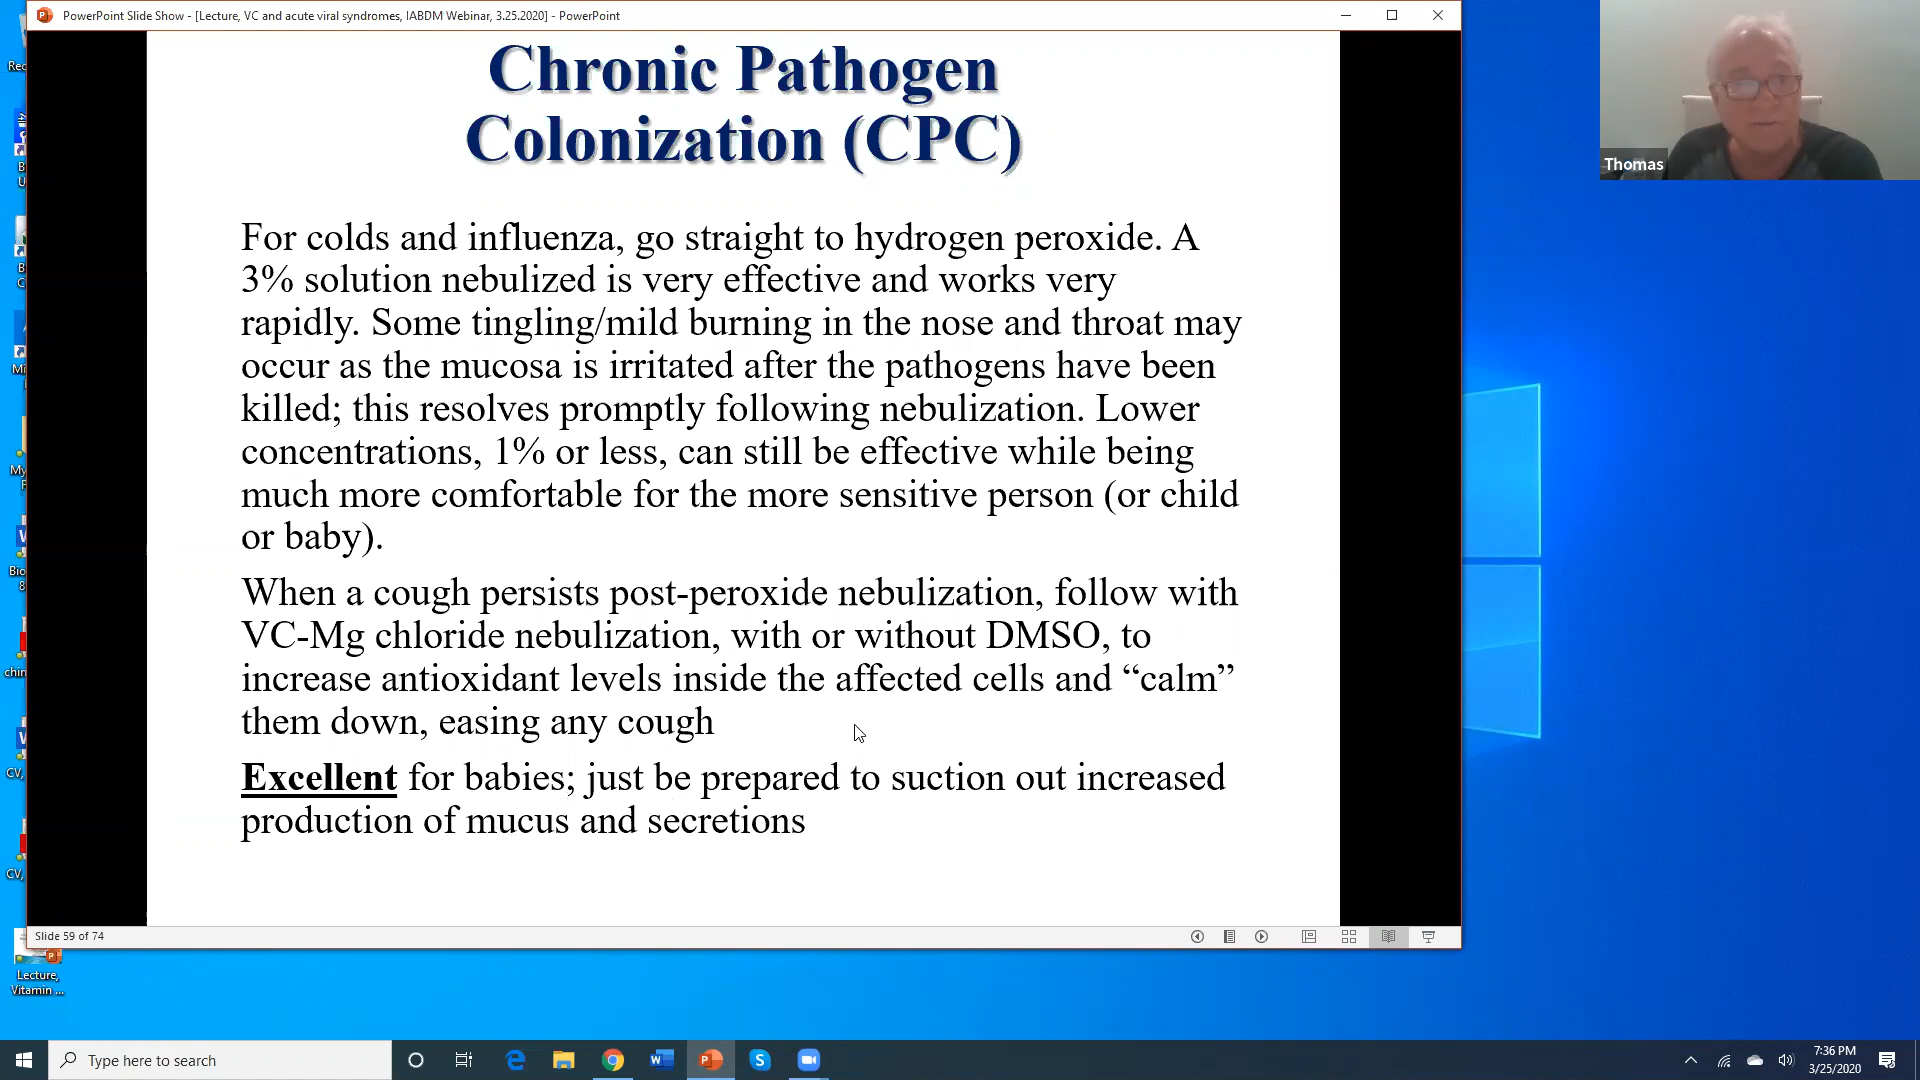 PowerPoint Slide Show - [Lecture, VC and acute viral syndromes, IABDM Webinar, 3.25.2020] - PowerPoint
Chronic Pathogen
Colonization (CPC)
For colds and influenza, go straight to hydrogen peroxide. A
3% solution nebulized is very effective and works very
rapidly. Some tingling/mild burning in the nose and throat may
occur as the mucosa is irritated after the pathogens have been
killed; this resolves promptly following nebulization. Lower
concentrations, 1% or less, can still be effective while being
much more comfortable for the more sensitive person (or child
or baby).
When a cough persists post-peroxide nebulization, follow with
VC-Mg chloride nebulization, with or without DMSO, to
increase antioxidant levels inside the affected cells and “calm”
them down, easing any cough
Excellent for babies; just be prepared to suction out increased
production of mucus and secretions
Thomas
Slide 59 of 74
Lecture,
Vitamin ...
Type here to search
7:36 PM
3/25/2020